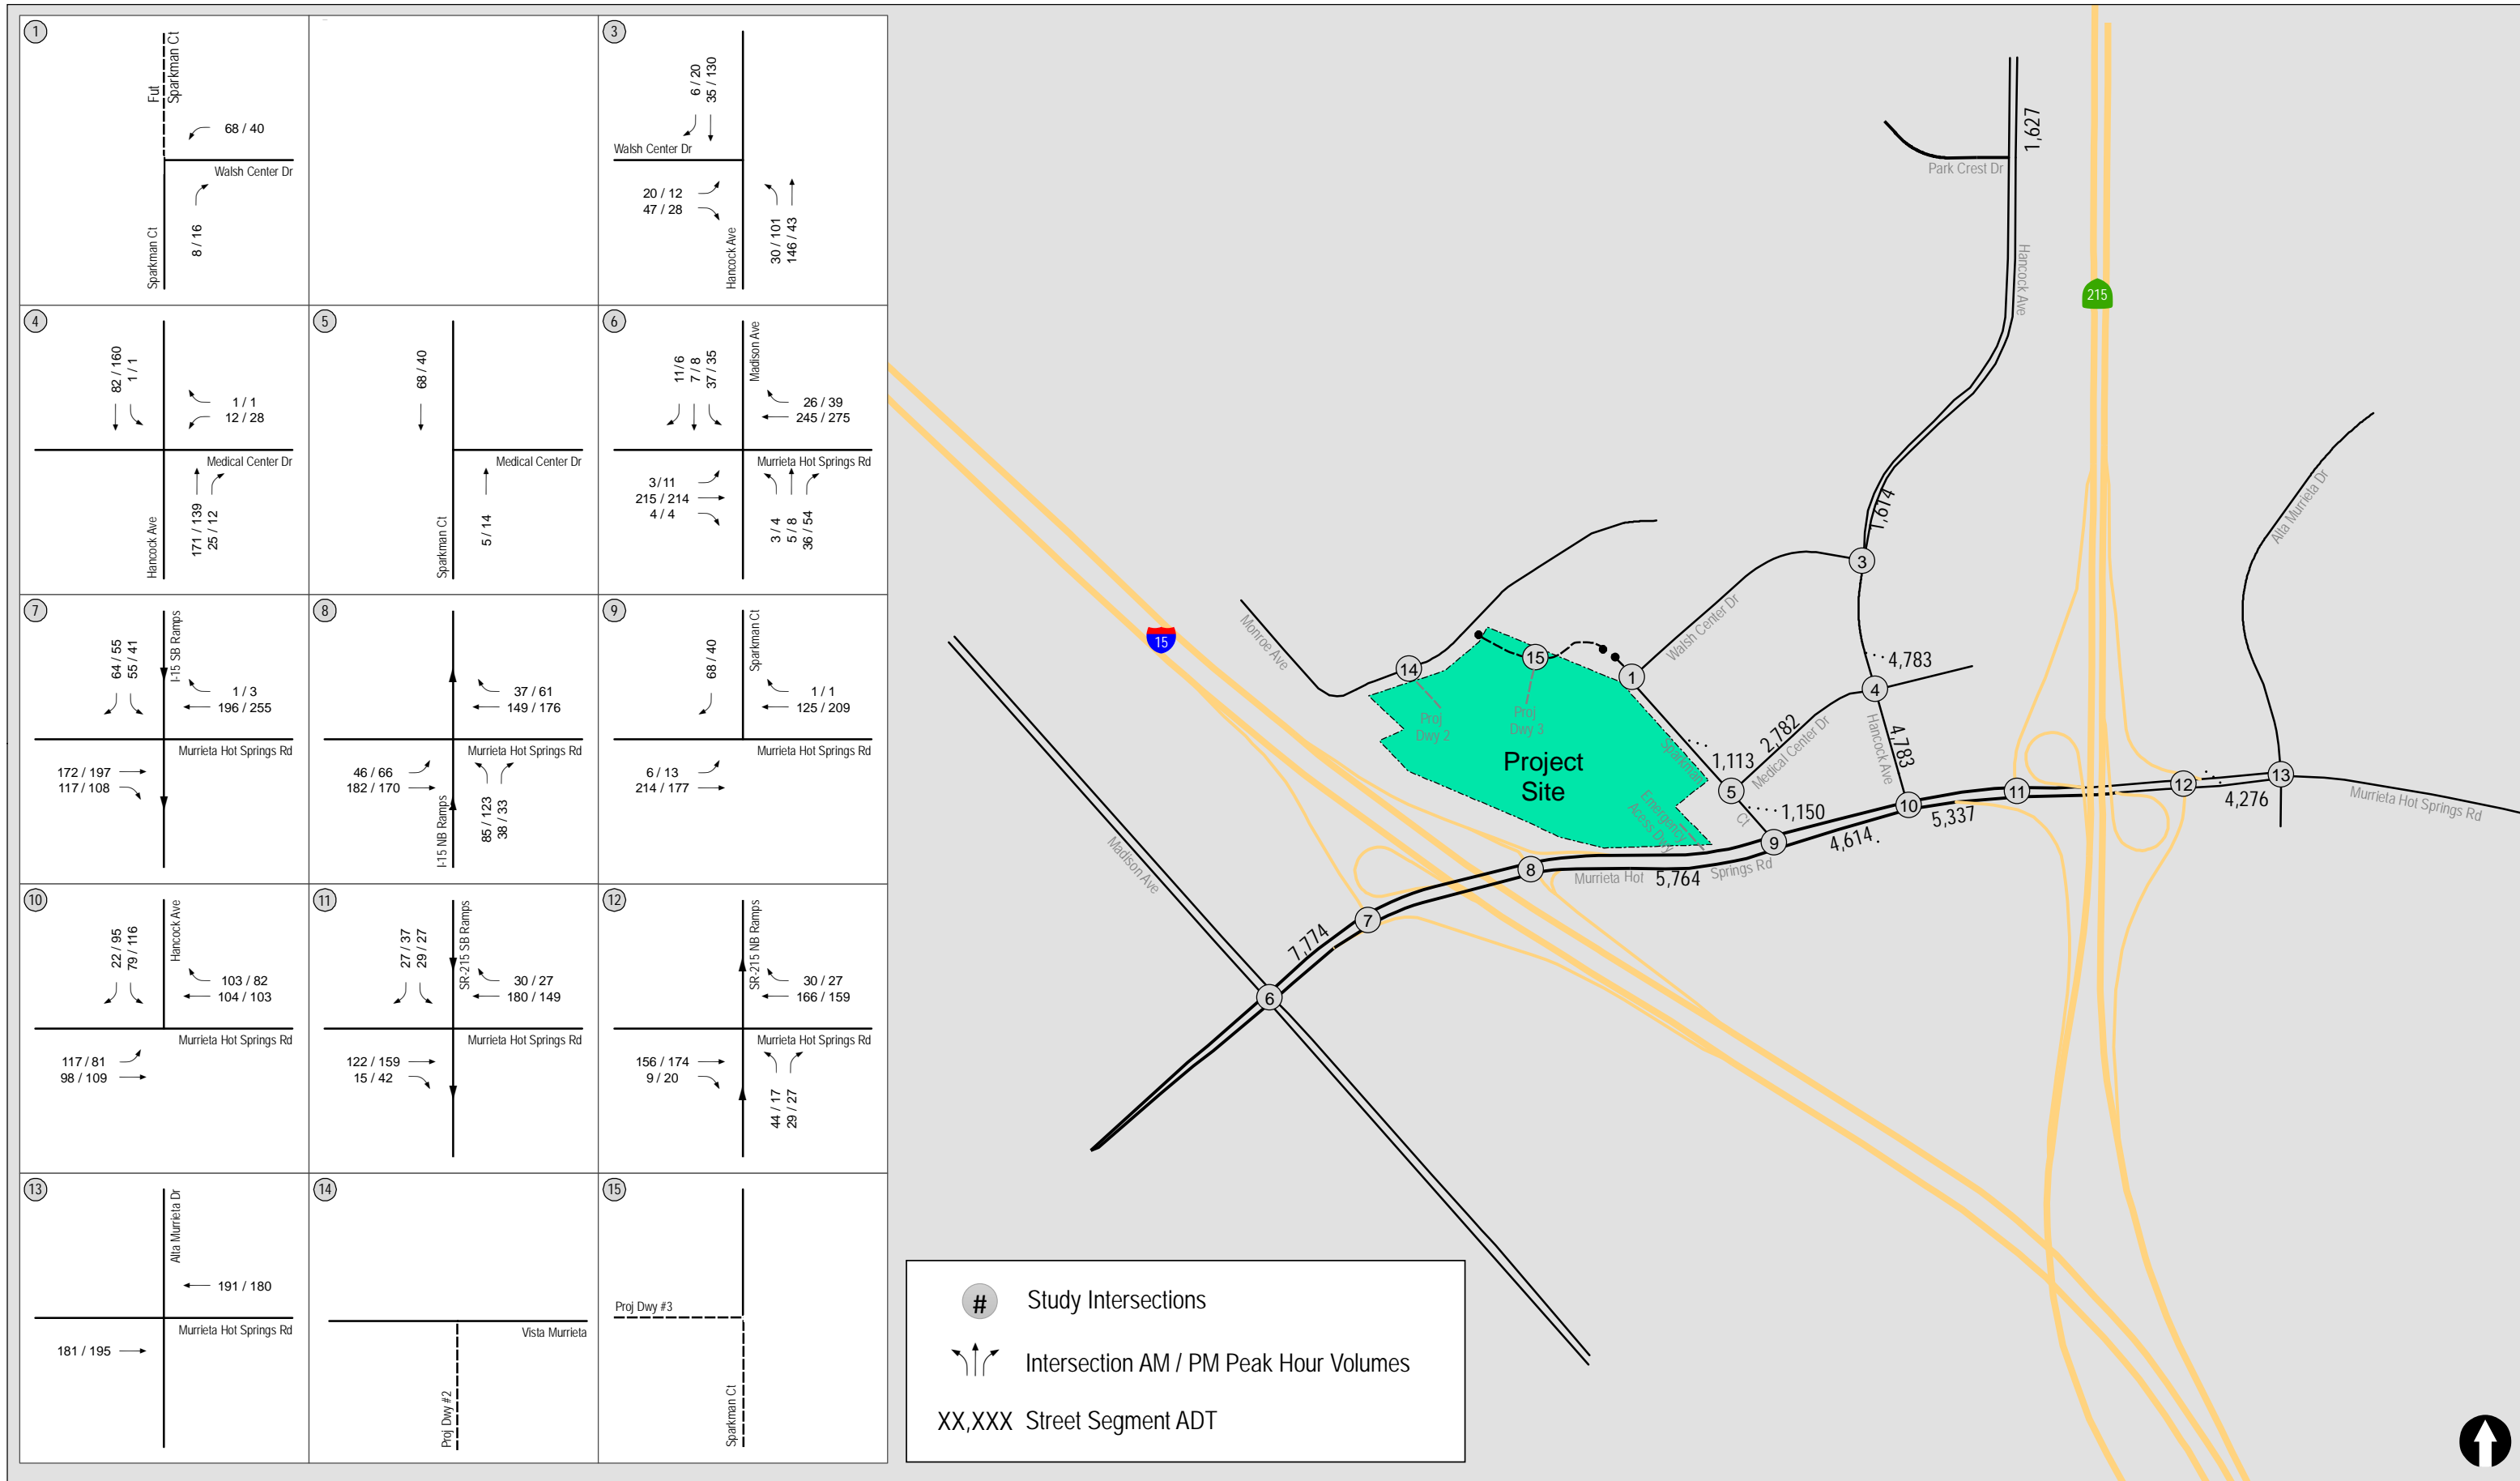 1
Fut
Sparkman Ct
68 / 40
Walsh Center Dr
8 / 16
Sparkman Ct
3
6 / 20
35 / 130
Walsh Center Dr
20 / 12
47 / 28
30 / 101
146 / 43
Hancock Ave
4
82 / 160
1 / 1
1 / 1
12 / 28
Medical Center Dr
171 / 139
25 / 12
Hancock Ave
5
68 / 40
Medical Center Dr
5 / 14
Sparkman Ct
6
11 / 6
7 / 8
37 / 35
Madison Ave
26 / 39
245 / 275
Murrieta Hot Springs Rd
3/ 11
215 / 214
4 / 4
3 / 4
5 / 8
36 / 54
7
64 / 55
55 / 41
I-15 SB Ramps
1 / 3
196 / 255
Murrieta Hot Springs Rd
172 / 197
117 / 108
8
37 / 61
149 / 176
Murrieta Hot Springs Rd
46 / 66
182 / 170
85 / 123
38 / 33
I-15 NB Ramps
9
68 / 40
Sparkman Ct
1 / 1
125 / 209
Murrieta Hot Springs Rd
6 / 13
214 / 177
10
22 / 95
79 / 116
Hancock Ave
103 / 82
104 / 103
Murrieta Hot Springs Rd
117 / 81
98 / 109
11
27 / 37
29 / 27
SR-215 SB Ramps
30 / 27
180 / 149
Murrieta Hot Springs Rd
122 / 159
15 / 42
12
SR-215 NB Ramps
30 / 27
166 / 159
Murrieta Hot Springs Rd
156 / 174
9 / 20
44 / 17
29 / 27
13
Alta Murrieta Dr
191 / 180
Murrieta Hot Springs Rd
181 / 195
14
Vista Murrieta
Proj Dwy #2
15
Proj Dwy #3
Sparkman Ct
1,627
Park Crest Dr
Hancock Ave
215
1,614
Alta Murrieta Dr
3
15
Monroe Ave
Walsh Center Dr
14
15
1
4,783
4
Proj
Dwy 2
Proj
Dwy 3
Project
Site
Sparkman
Ct
1,113
2,782
Medical Center Dr
Hancock Ave
4,783
5
1,150
Emergency
Acess Dwy
10
11
12
13
5,337
4,276
Murrieta Hot Springs Rd
9
4,614
8
Murrieta Hot
5,764
Springs Rd
Madison Ave
7
7,774
6
# Study Intersections
Intersection AM / PM Peak Hour Volumes
XX,XXX Street Segment ADT